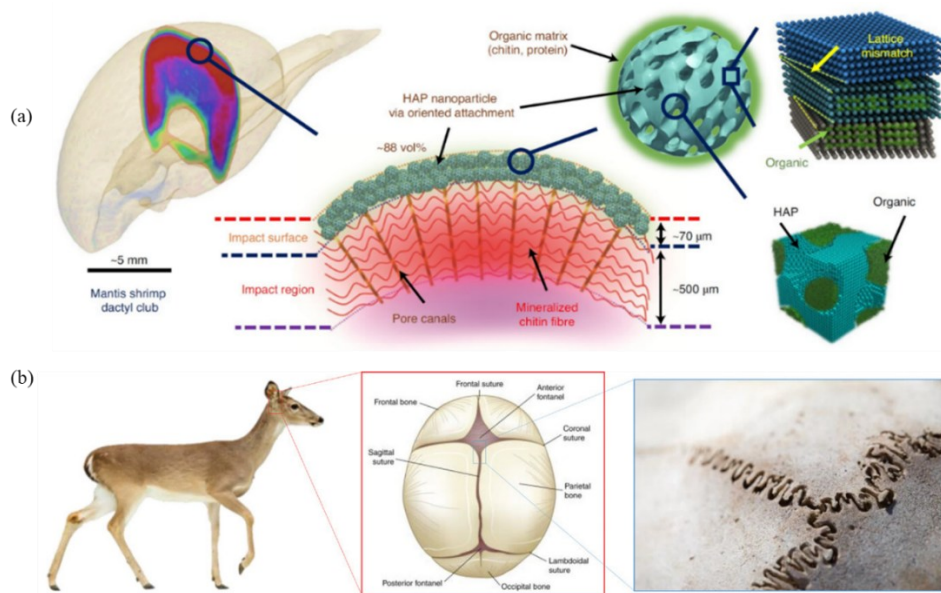 (a)
Organic matrix
(chitin, protein)
Lattice
mismatch
HAP nanoparticle
via oriented attachment
~88 vol%
Organic
Impact surface
~70 μm
HAP
Organic
~5 mm
Impact region
~500 μm
Mantis shrimp
dactyl club
Pore canals
Mineralized
chitin fibre
(b)
Frontal suture
Frontal bone
Anterior
fontanel
Coronal
suture
Sagittal
suture
Parietal
bone
Lambdoidal
suture
Posterior fontanel
Occipital bone